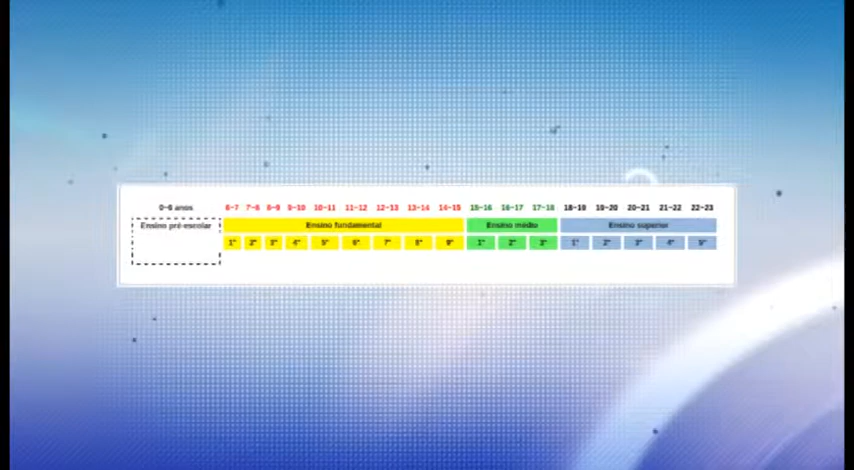 0–6 anos 6–7 7–8 8–9 9–10 10–11 11–12 12–13 13–14 14–15 15–16 16–17 17–18 18–19 19–20 20–21 21–22 22–23
Ensino pré-escolar Ensino fundamental Ensino médio Ensino superior
1° 2° 3° 4° 5° 6° 7° 8° 9° 1° 2° 3° 1° 2° 3° 4° 5°